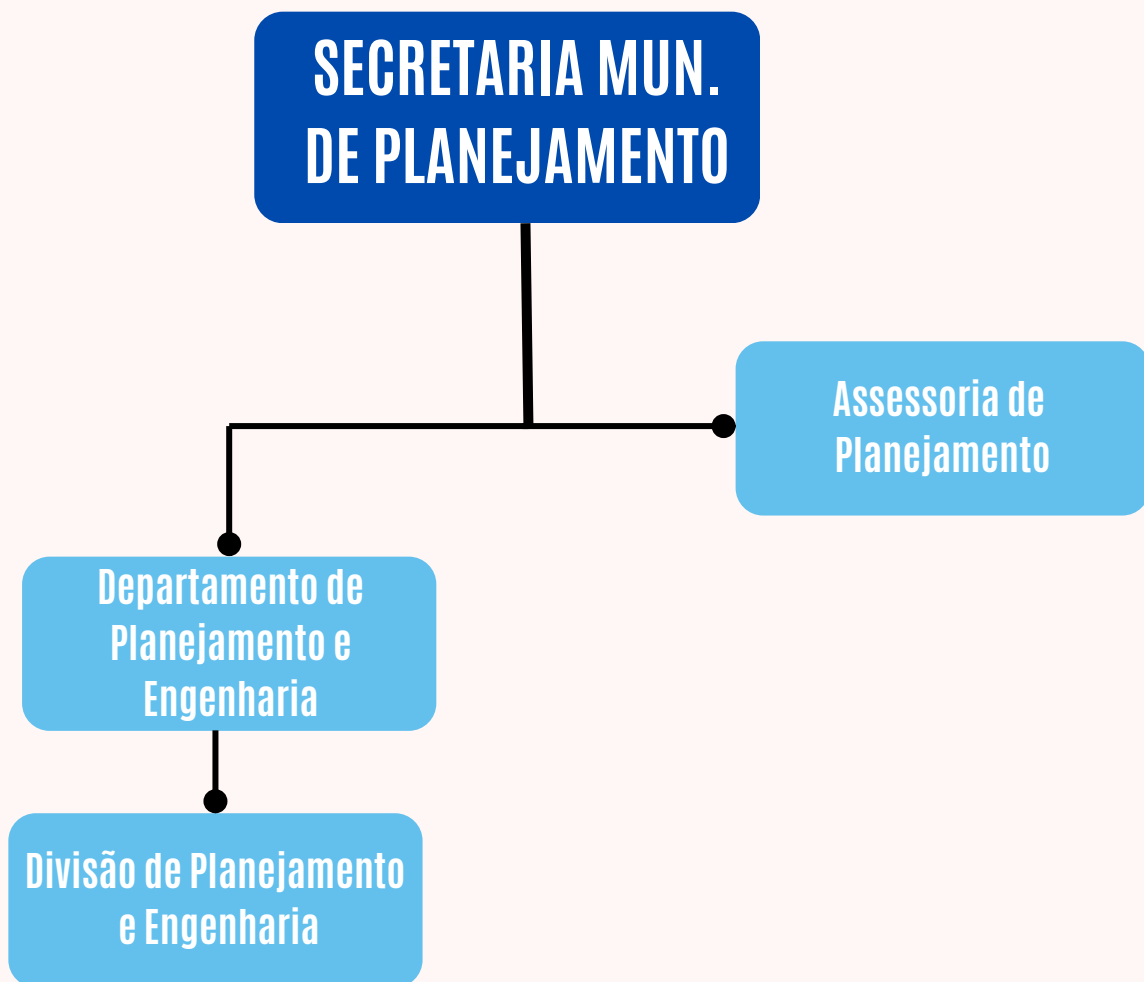 SECRETARIA MUN.
DE PLANEJAMENTO
Assessoria de
Planejamento
Departamento de
Planejamento e
Engenharia
Divisão de Planejamento
e Engenharia